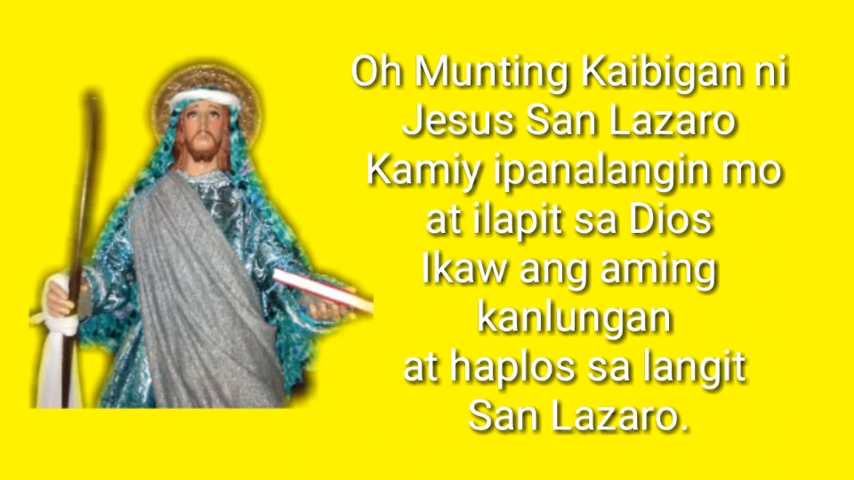 Oh Munting Kaibigan ni
Jesus San Lazaro
Kamiy ipanalangin mo
at ilapit sa Dios
Ikaw ang aming
kanlungan
at haplos sa langit
San Lazaro.